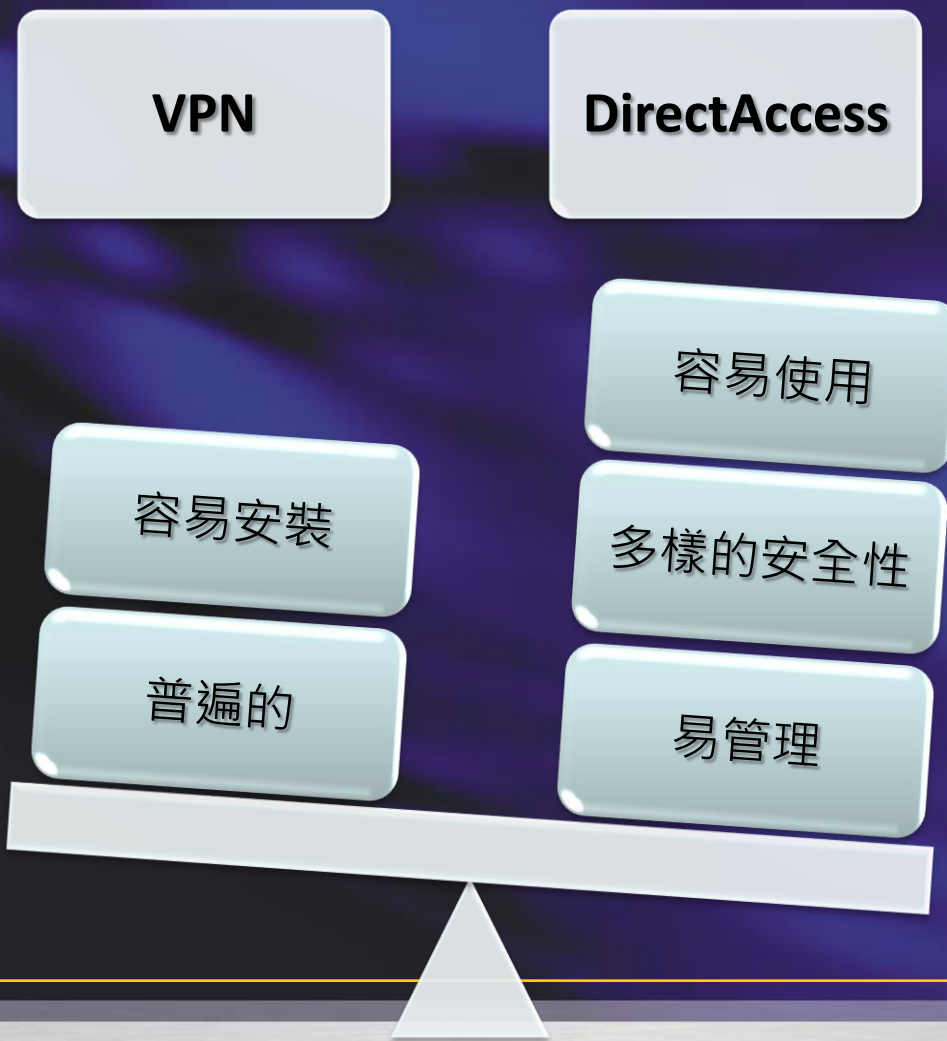 VPN
DirectAccess
容易安裝
普遍的
容易使用
多樣的安全性
易管理